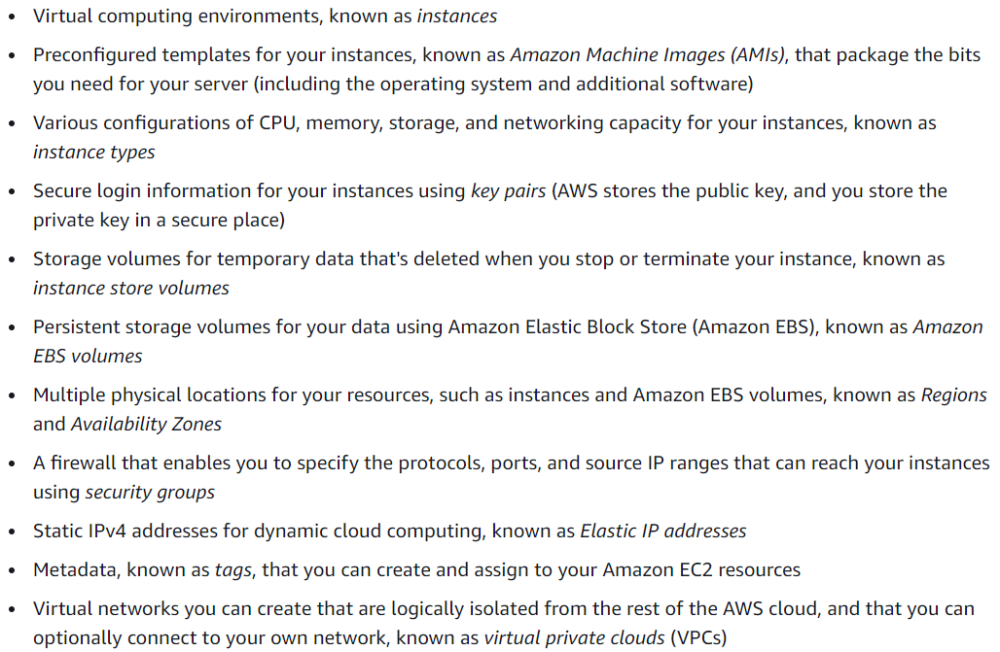 • Virtual computing environments, known as instances
• Preconfigured templates for your instances, known as Amazon Machine Images (AMIs), that package the bits
you need for your server (including the operating system and additional software)
• Various configurations of CPU, memory, storage, and networking capacity for your instances, known as
instance types
• Secure login information for your instances using key pairs (AWS stores the public key, and you store the
private key in a secure place)
• Storage volumes for temporary data that's deleted when you stop or terminate your instance, known as
instance store volumes
• Persistent storage volumes for your data using Amazon Elastic Block Store (Amazon EBS), known as Amazon
EBS volumes
• Multiple physical locations for your resources, such as instances and Amazon EBS volumes, known as Regions
and Availability Zones
• A firewall that enables you to specify the protocols, ports, and source IP ranges that can reach your instances
using security groups
• Static IPv4 addresses for dynamic cloud computing, known as Elastic IP addresses
• Metadata, known as tags, that you can create and assign to your Amazon EC2 resources
• Virtual networks you can create that are logically isolated from the rest of the AWS cloud, and that you can
optionally connect to your own network, known as virtual private clouds (VPCs)